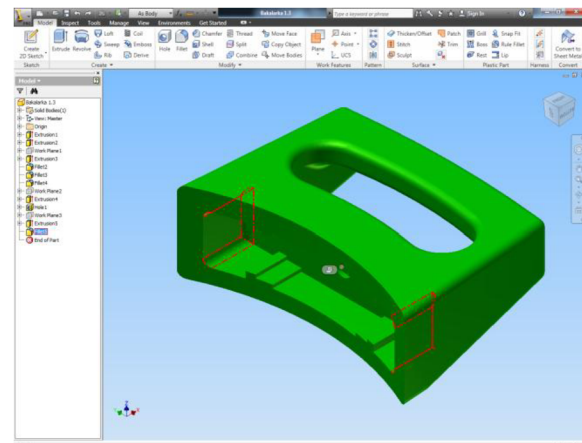 As Body
Bakalarka 1.3
Type a keyword or phrase
Sign In
Model Inspect Tools Manage View Environments Get Started
Create
2D Sketch
Extrude Revolve
Loft
Sweep
Rib
Coil
Emboss
Derive
Hole Fillet
Chamfer
Shell
Draft
Thread
Split
Combine
Move Face
Copy Object
Move Bodies
Plane
Axis
Point
UCS
Thicken/Offset
Stitch
Sculpt
Patch
Trim
Grill
Boss
Rest
Snap Fit
Rule Fillet
Lip
Convert to
Sheet Metal
Sketch Create Modify Work Features Pattern Surface Plastic Part Harness Convert
Model
Bakalarka 1.3
Solid Bodies(1)
View: Master
Origin
Extrusion1
Extrusion2
Work Plane1
Extrusion3
Fillet2
Fillet3
Fillet4
Work Plane2
Extrusion4
Hole1
Work Plane3
Extrusion5
End of Part